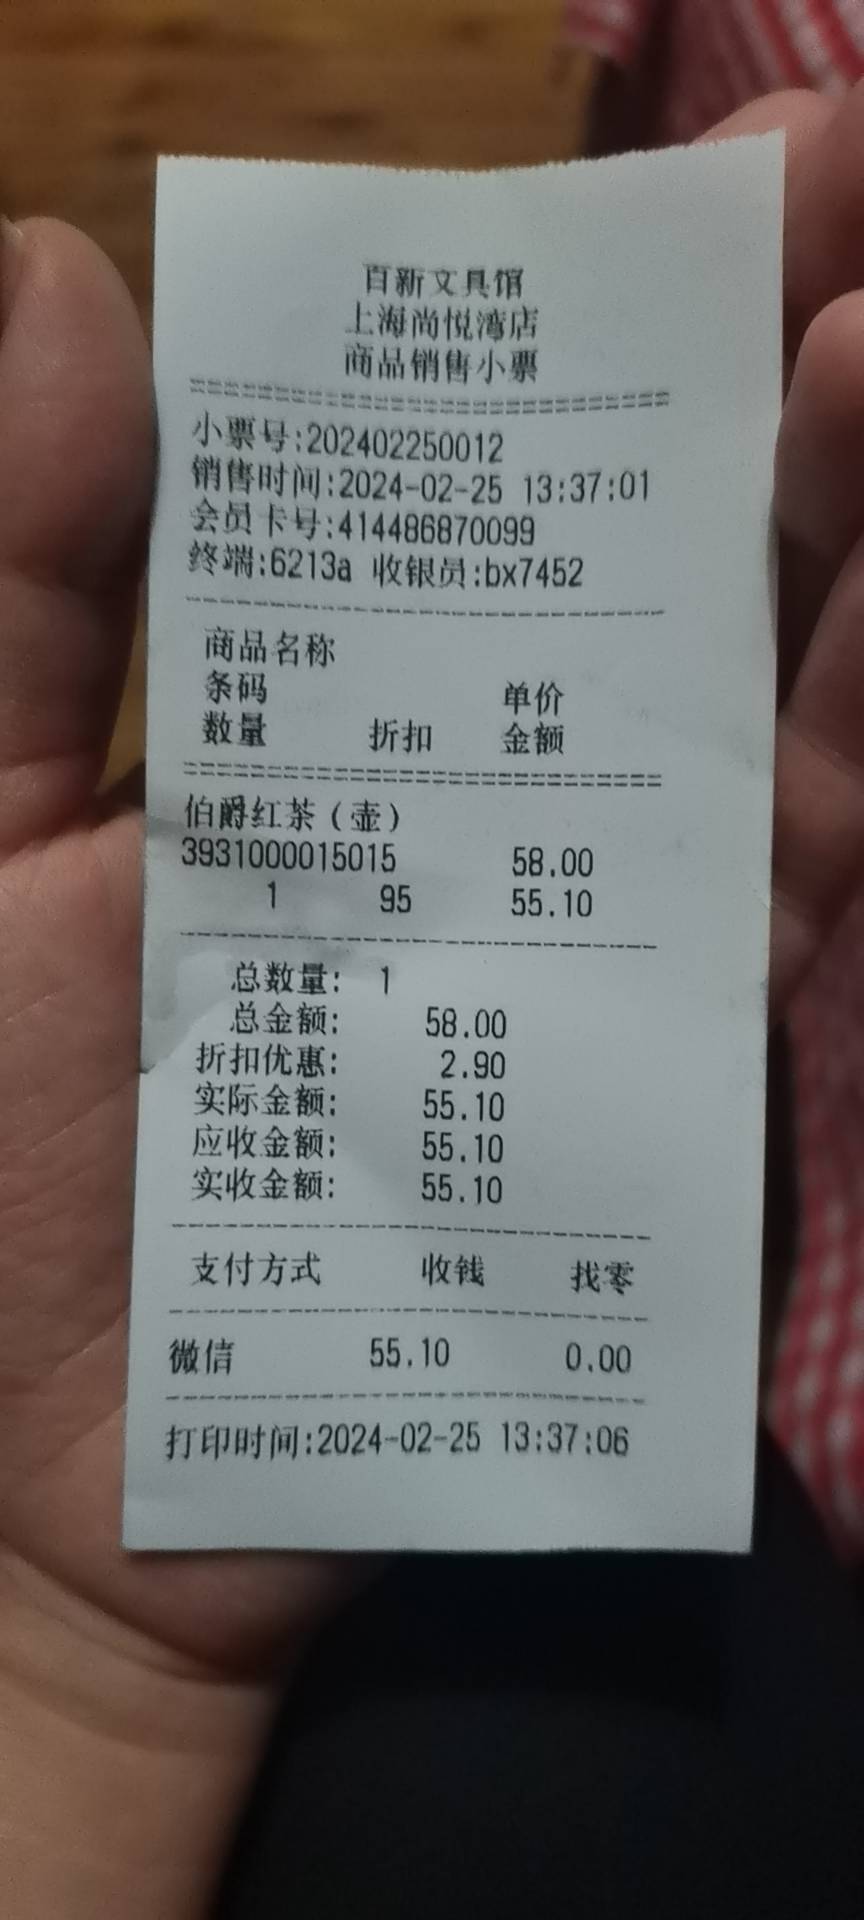 百新文具馆
上海尚悦湾店
商品销售小票
================================
小票号:202402250012
销售时间:2024-02-25 13:37:01
会员卡号:414486870099
终端:6213a 收银员:bx7452
--------------------------------
商品名称
条码 单价
数量 折扣 金额
================================
伯爵红茶(壶)
3931000015015 58.00
1 95 55.10
--------------------------------
总数量: 1
总金额: 58.00
折扣优惠: 2.90
实际金额: 55.10
应收金额: 55.10
实收金额: 55.10
--------------------------------
支付方式 收钱 找零
--------------------------------
微信 55.10 0.00
--------------------------------
打印时间:2024-02-25 13:37:06